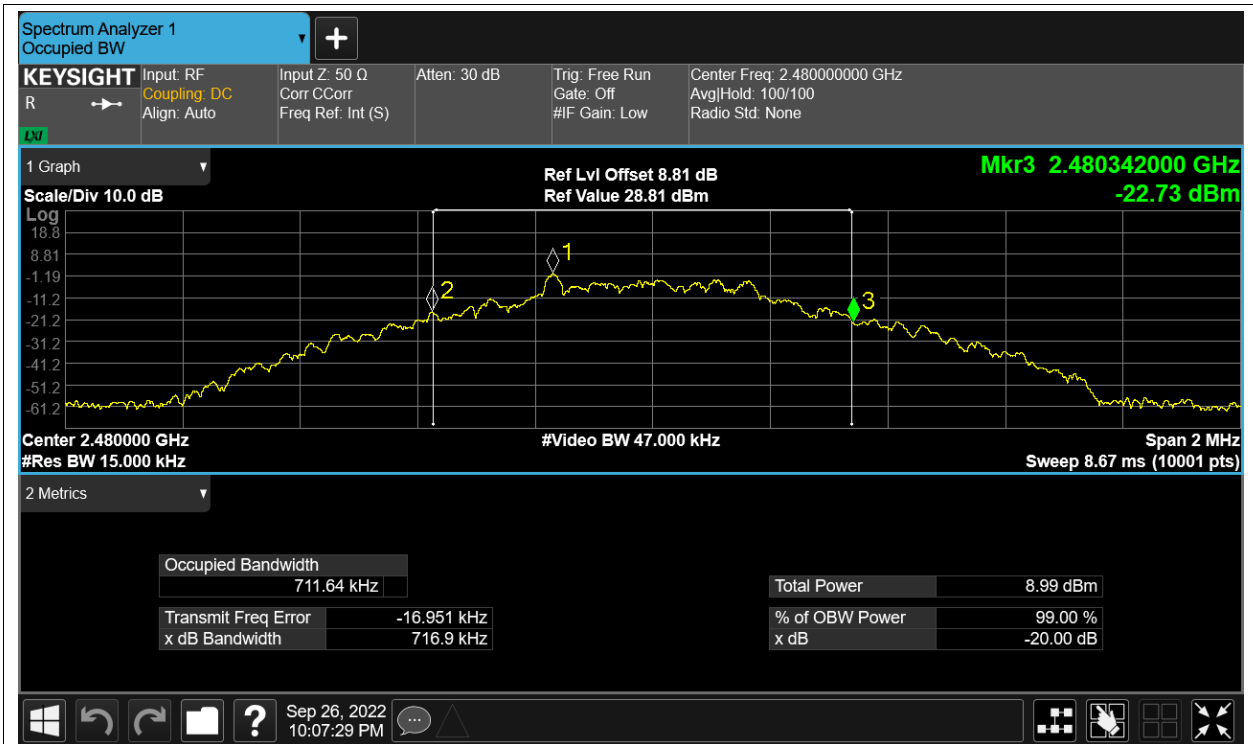 Spectrum Analyzer 1
Occupied BW
KEYSIGHT
R
LXI
Input: RF
Coupling: DC
Align: Auto
Input Z: 50 Ω
Corr CCorr
Freq Ref: Int (S)
Atten: 30 dB
Trig: Free Run
Gate: Off
#IF Gain: Low
Center Freq: 2.480000000 GHz
Avg|Hold: 100/100
Radio Std: None
1 Graph
Scale/Div 10.0 dB
Ref Lvl Offset 8.81 dB
Ref Value 28.81 dBm
Mkr3 2.480342000 GHz
-22.73 dBm
Log
18.8
8.81
-1.19
-11.2
-21.2
-31.2
-41.2
-51.2
-61.2
1
2
3
Center 2.480000 GHz
#Res BW 15.000 kHz
#Video BW 47.000 kHz
Span 2 MHz
Sweep 8.67 ms (10001 pts)
2 Metrics
Occupied Bandwidth
711.64 kHz
Transmit Freq Error -16.951 kHz
x dB Bandwidth 716.9 kHz
Total Power 8.99 dBm
% of OBW Power 99.00 %
x dB -20.00 dB
?
Sep 26, 2022
10:07:29 PM